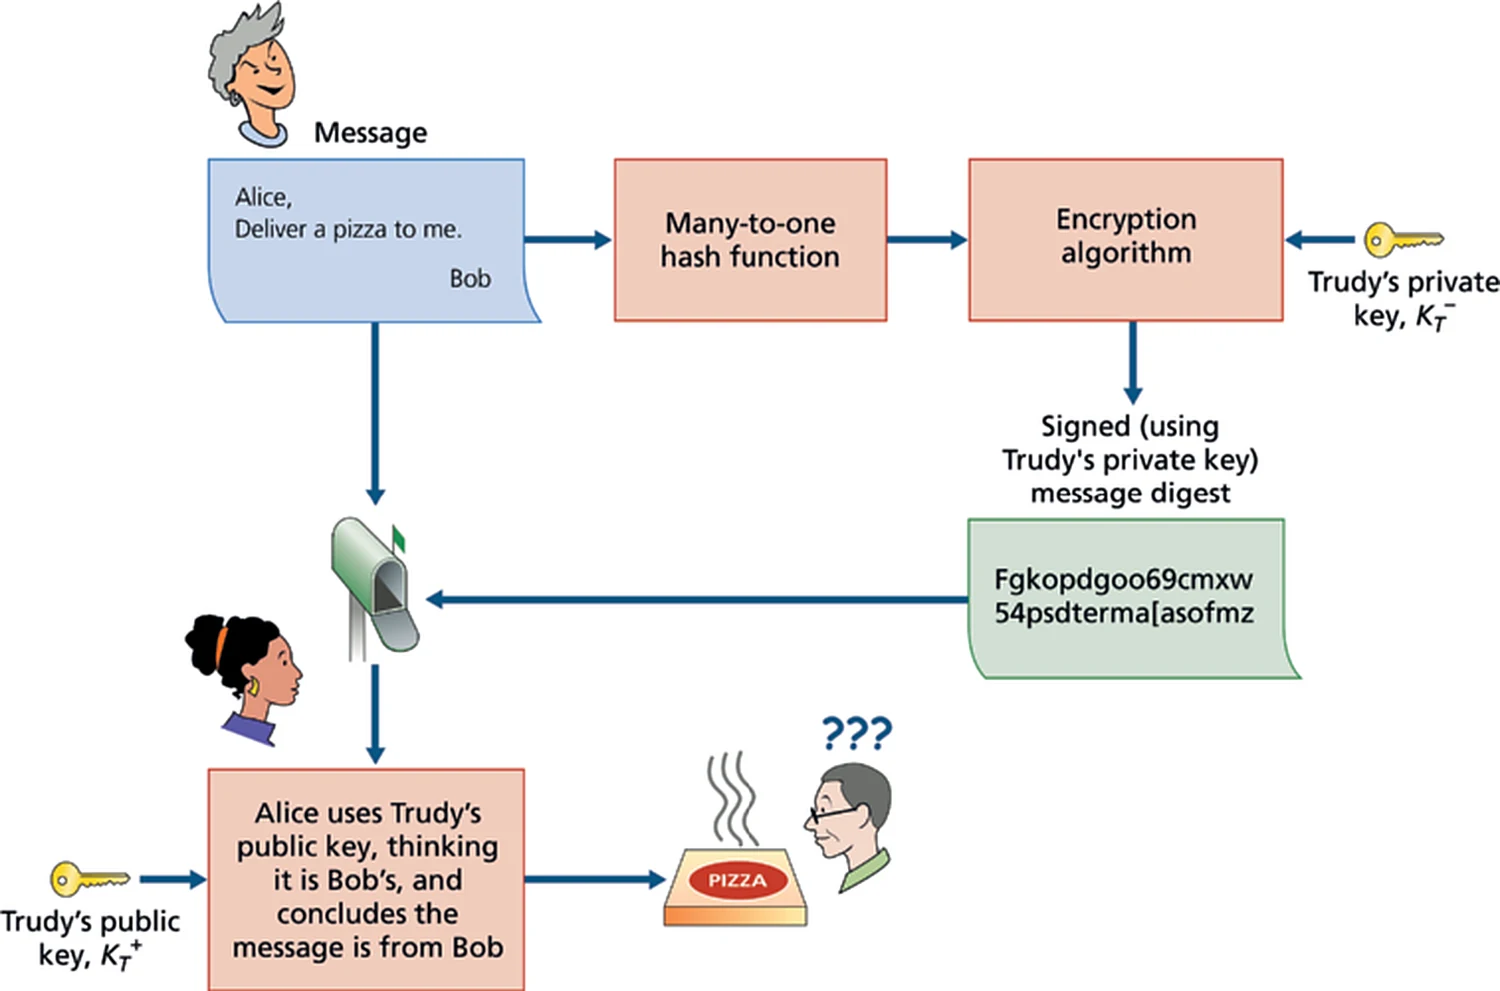 Message
Alice,
Deliver a pizza to me.
Bob
Many-to-one
hash function
Encryption
algorithm
Trudy’s private
key, K_T^−
Signed (using
Trudy's private key)
message digest
Fgkopdgoo69cmxw
54psdterma[asofmz
???
Alice uses Trudy’s
public key, thinking
it is Bob’s, and
concludes the
message is from Bob
PIZZA
Trudy’s public
key, K_T^+